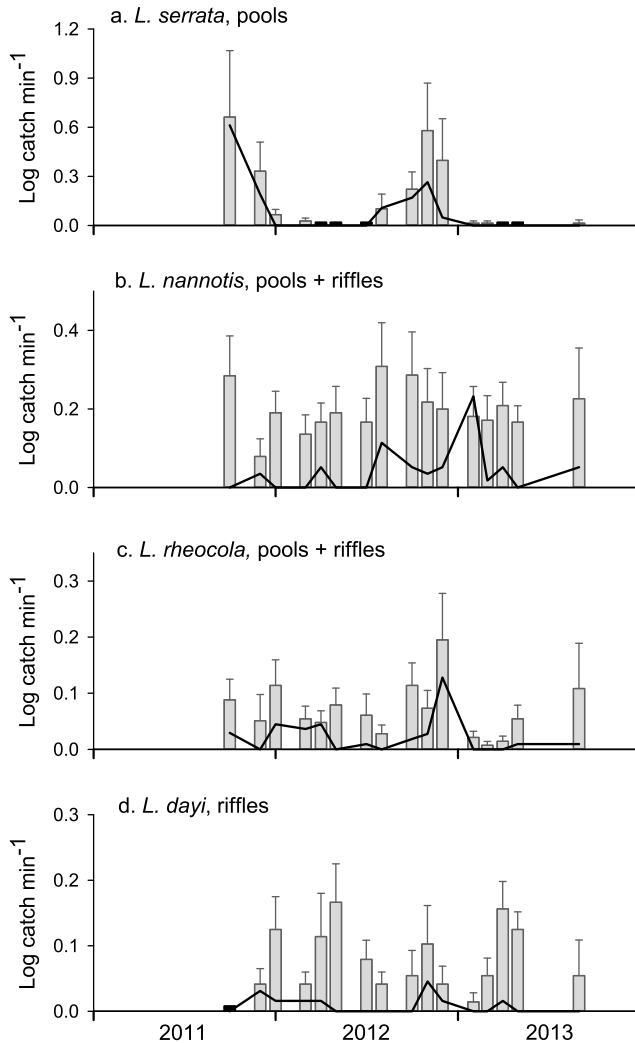 a. L. serrata, pools
Log catch min⁻¹
1.2
0.9
0.6
0.3
0.0
b. L. nannotis, pools + riffles
Log catch min⁻¹
0.4
0.2
0.0
c. L. rheocola, pools + riffles
Log catch min⁻¹
0.3
0.2
0.1
0.0
d. L. dayi, riffles
Log catch min⁻¹
0.3
0.2
0.1
0.0
2011 2012 2013